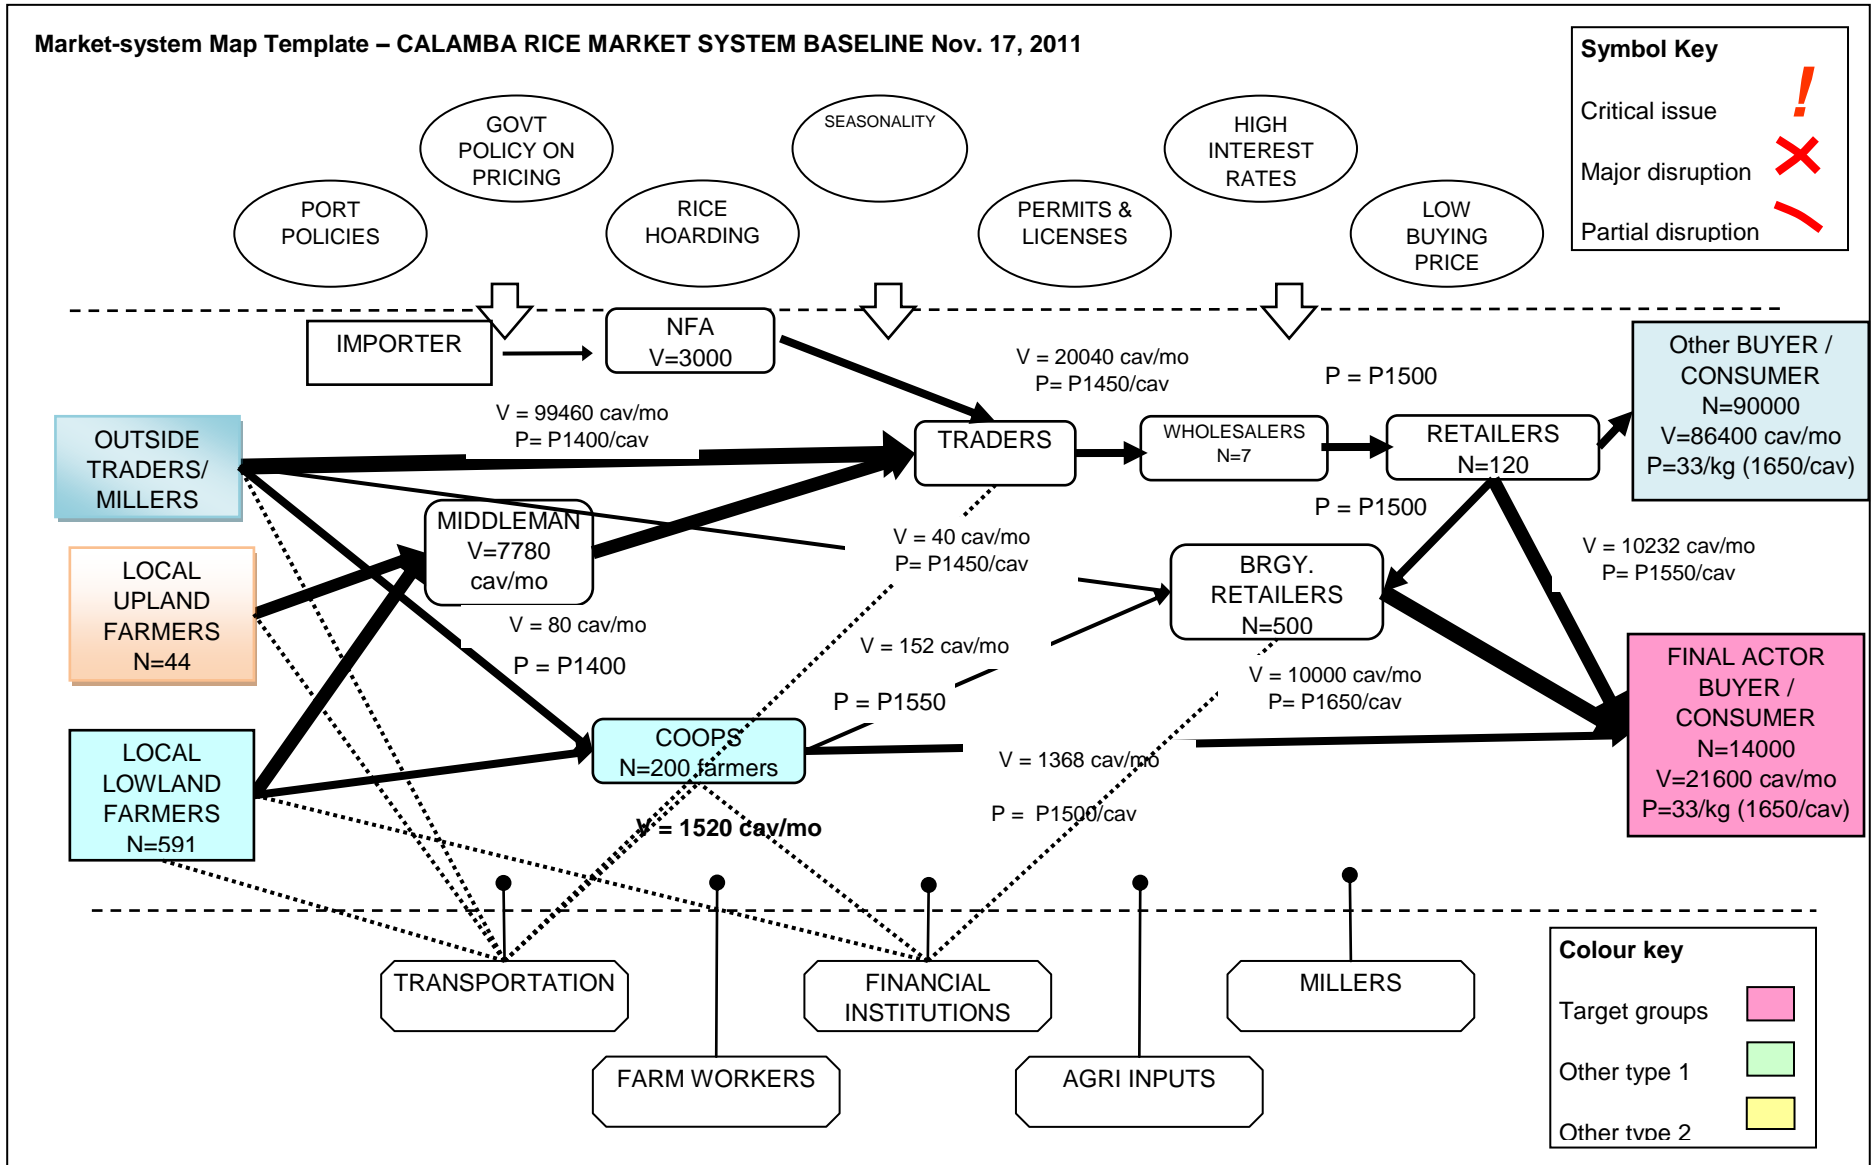 Market-system Map Template – CALAMBA RICE MARKET SYSTEM BASELINE Nov. 17, 2011
Symbol Key
Critical issue
Major disruption
Partial disruption
GOVT
POLICY ON
PRICING
SEASONALITY
HIGH
INTEREST
RATES
PORT
POLICIES
RICE
HOARDING
PERMITS &
LICENSES
LOW
BUYING
PRICE
IMPORTER
NFA
V=3000
V = 20040 cav/mo
P= P1450/cav
P = P1500
Other BUYER /
CONSUMER
N=90000
V=86400 cav/mo
P=33/kg (1650/cav)
V = 99460 cav/mo
P= P1400/cav
OUTSIDE
TRADERS/
MILLERS
TRADERS
WHOLESALERS
N=7
RETAILERS
N=120
MIDDLEMAN
V=7780
cav/mo
V = 40 cav/mo
P= P1450/cav
P = P1500
V = 10232 cav/mo
P= P1550/cav
LOCAL
UPLAND
FARMERS
N=44
BRGY.
RETAILERS
N=500
V = 80 cav/mo
P = P1400
V = 152 cav/mo
P = P1550
V = 10000 cav/mo
P= P1650/cav
FINAL ACTOR
BUYER /
CONSUMER
N=14000
V=21600 cav/mo
P=33/kg (1650/cav)
LOCAL
LOWLAND
FARMERS
N=591
COOPS
N=200 farmers
V = 1368 cav/mo
P =  P1500/cav
V = 1520 cav/mo
TRANSPORTATION
FINANCIAL
INSTITUTIONS
MILLERS
FARM WORKERS
AGRI INPUTS
Colour key
Target groups
Other type 1
Other type 2